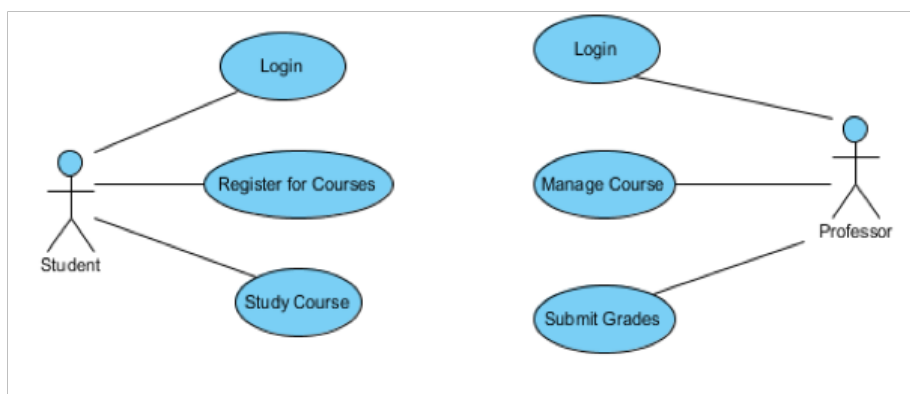 Login
Register for Courses
Student
Study Course
Login
Manage Course
Professor
Submit Grades